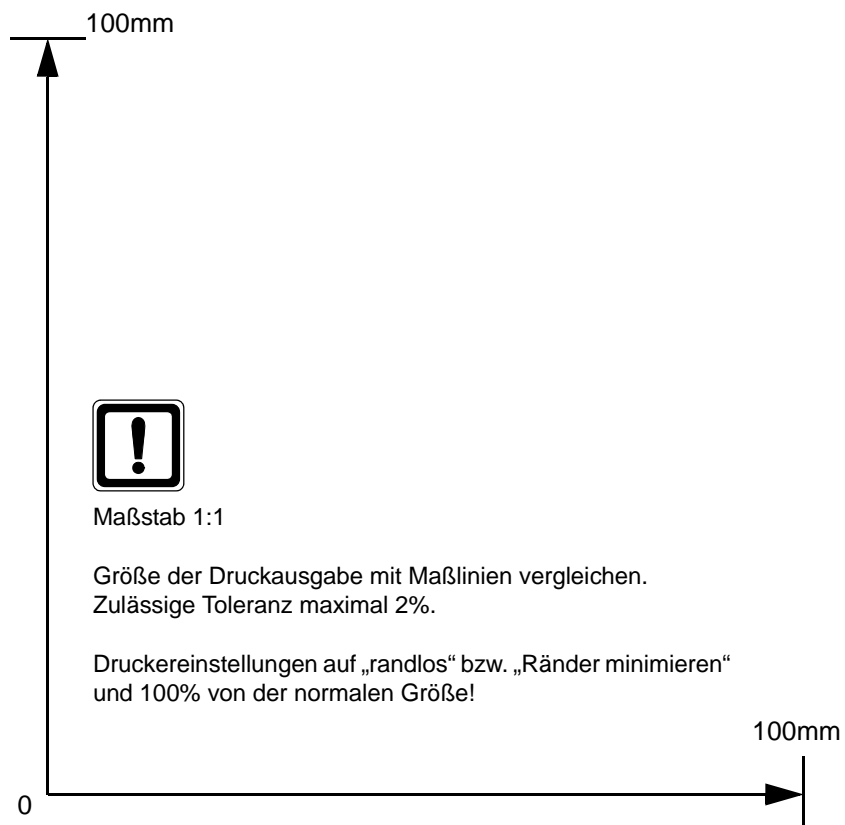 100mm
Maßstab 1:1
Größe der Druckausgabe mit Maßlinien vergleichen.
Zulässige Toleranz maximal 2%.
Druckereinstellungen auf „randlos“ bzw. „Ränder minimieren“
und 100% von der normalen Größe!
100mm
0